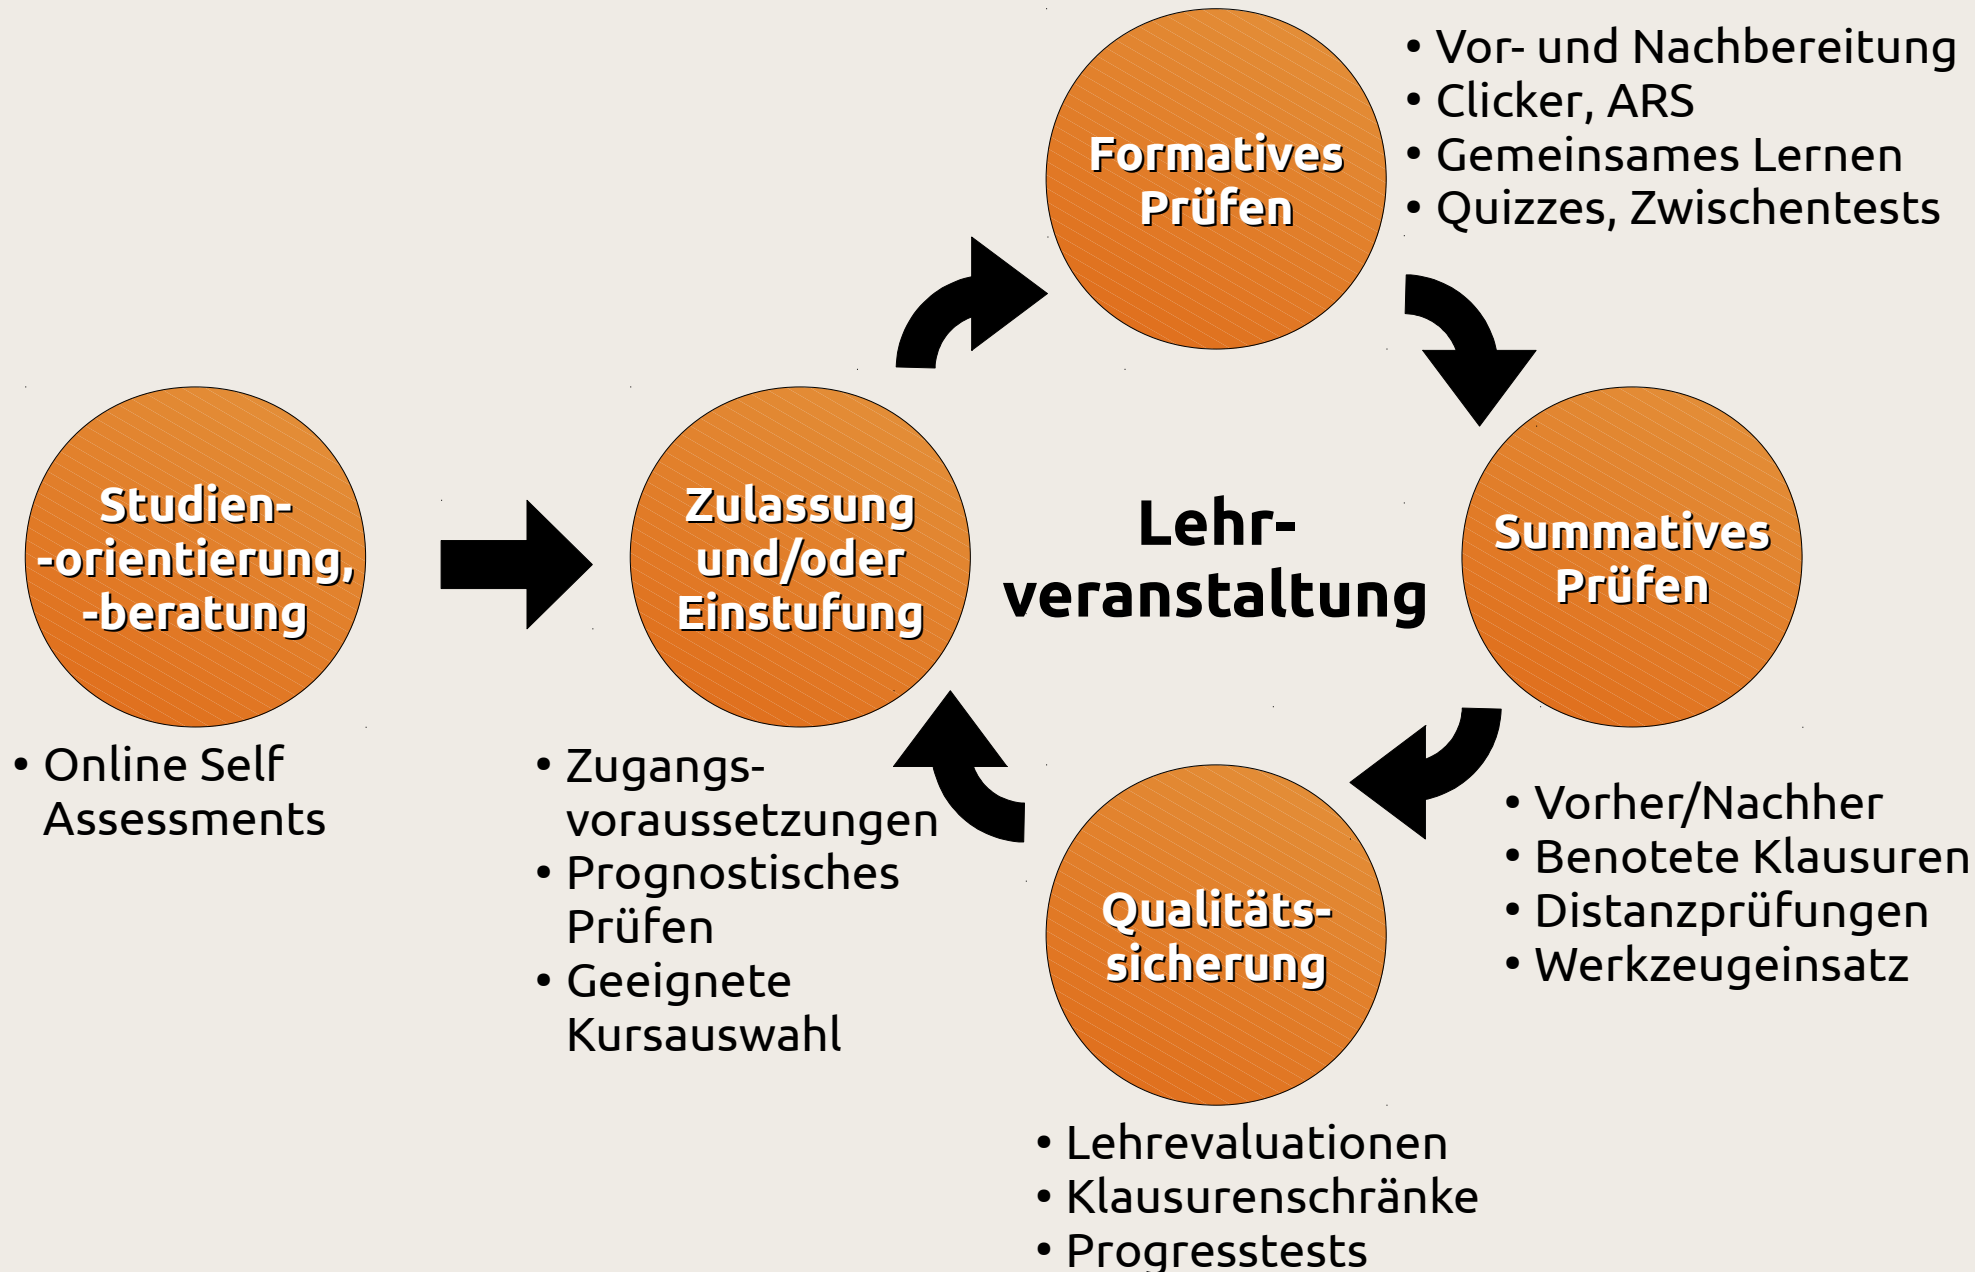 Formatives
Prüfen
• Vor- und Nachbereitung
• Clicker, ARS
• Gemeinsames Lernen
• Quizzes, Zwischentests
Studien-
-orientierung,
-beratung
• Online Self
Assessments
Zulassung
und/oder
Einstufung
• Zugangs-
voraussetzungen
• Prognostisches
Prüfen
• Geeignete
Kursauswahl
Lehr-
veranstaltung
Summatives
Prüfen
• Vorher/Nachher
• Benotete Klausuren
• Distanzprüfungen
• Werkzeugeinsatz
Qualitäts-
sicherung
• Lehrevaluationen
• Klausurenschränke
• Progresstests